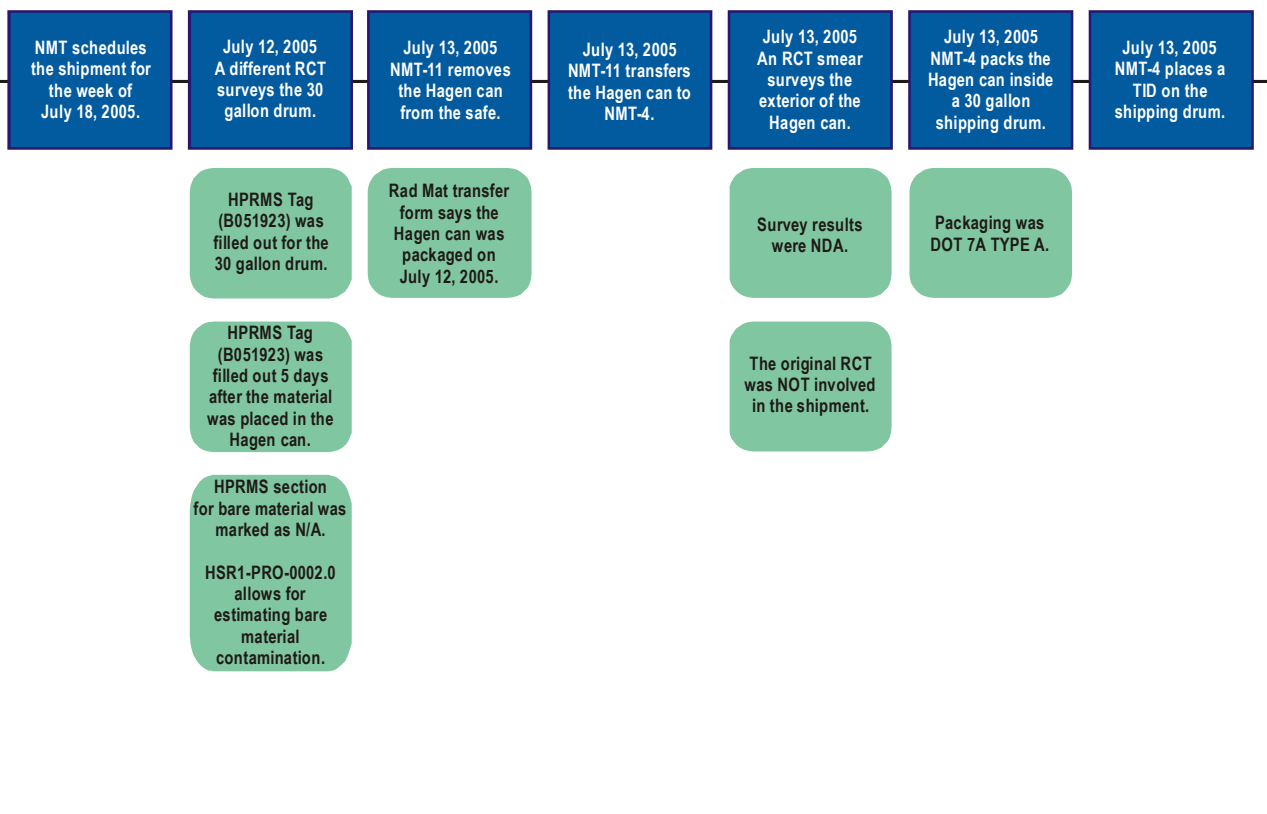 NMT schedules
the shipment for
the week of
July 18, 2005.
July 12, 2005
A different RCT
surveys the 30
gallon drum.
July 13, 2005
NMT-11 removes
the Hagen can
from the safe.
July 13, 2005
NMT-11 transfers
the Hagen can to
NMT-4.
July 13, 2005
An RCT smear
surveys the
exterior of the
Hagen can.
July 13, 2005
NMT-4 packs the
Hagen can inside
a 30 gallon
shipping drum.
July 13, 2005
NMT-4 places a
TID on the
shipping drum.
HPRMS Tag
(B051923) was
filled out for the
30 gallon drum.
Rad Mat transfer
form says the
Hagen can was
packaged on
July 12, 2005.
Survey results
were NDA.
Packaging was
DOT 7A TYPE A.
HPRMS Tag
(B051923) was
filled out 5 days
after the material
was placed in the
Hagen can.
The original RCT
was NOT involved
in the shipment.
HPRMS section
for bare material was
marked as N/A.
HSR1-PRO-0002.0
allows for
estimating bare
material
contamination.